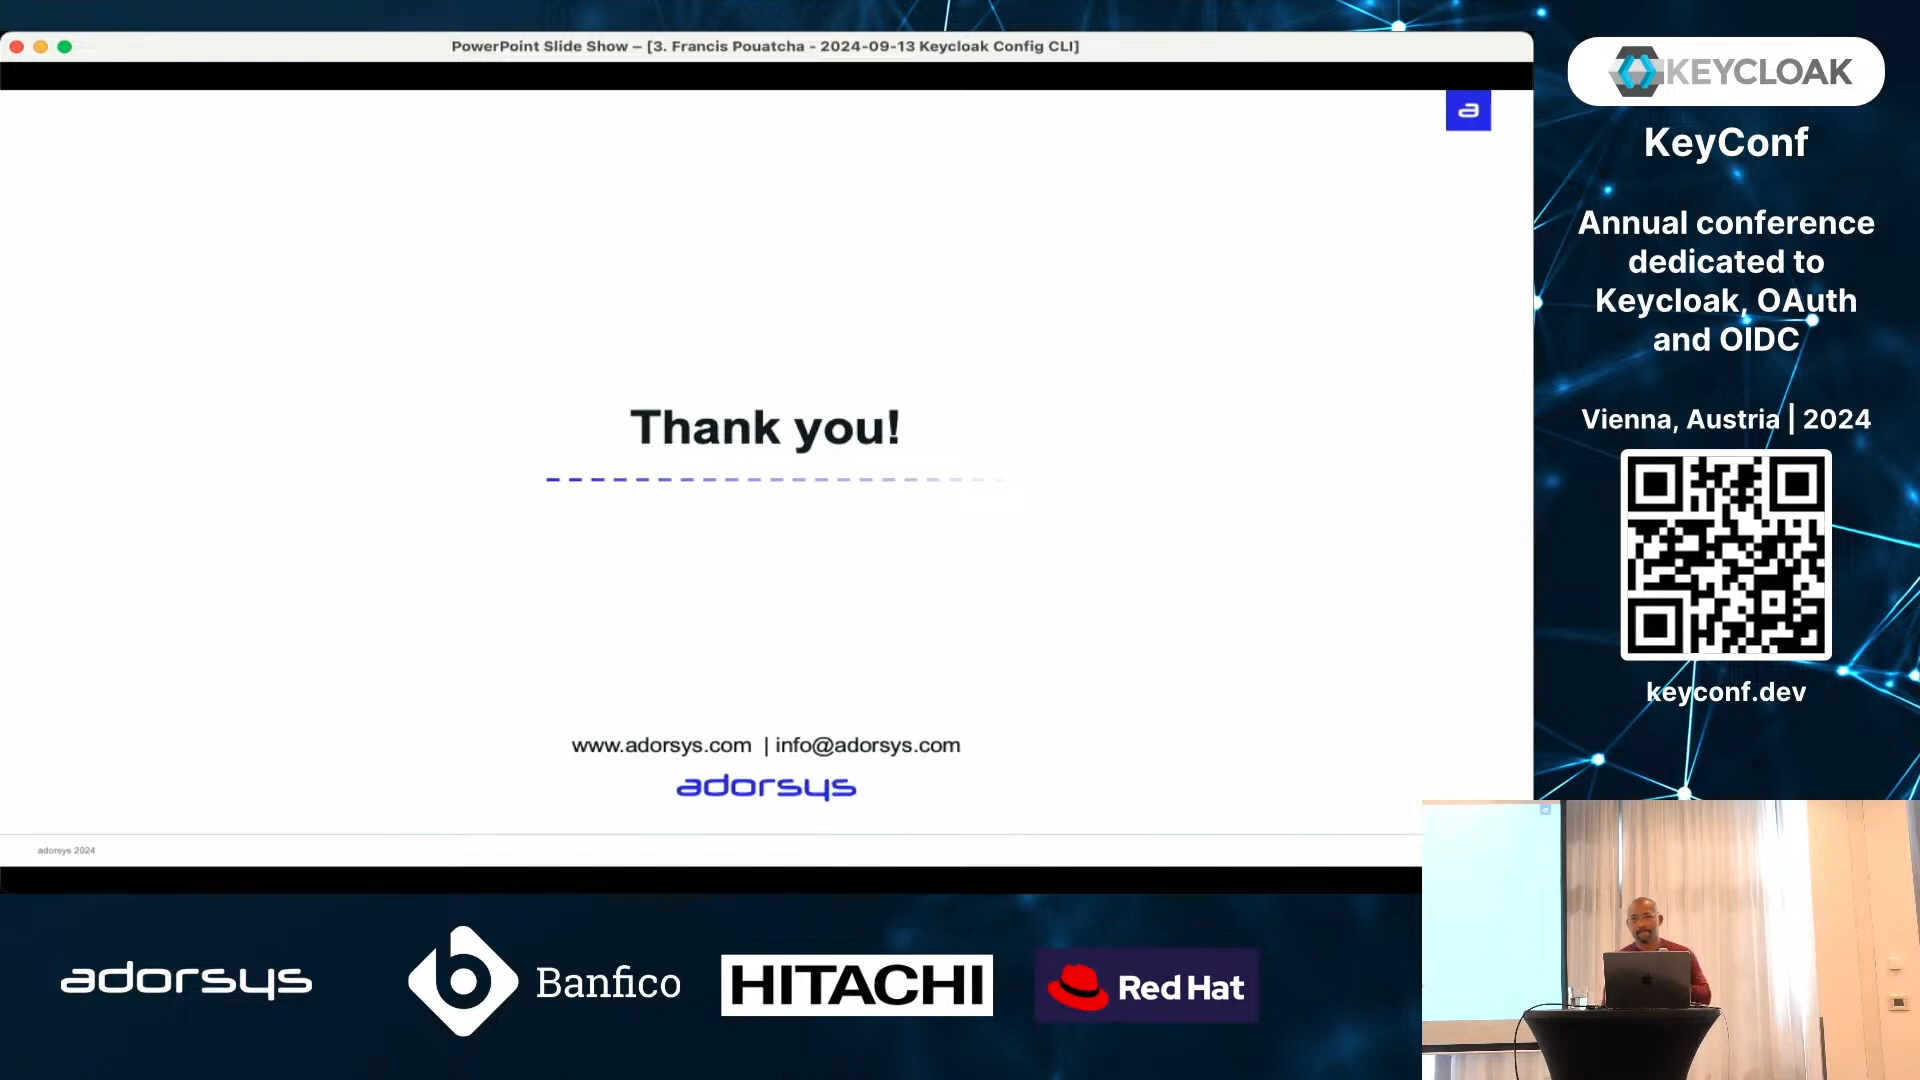 PowerPoint Slide Show – [3. Francis Pouatcha - 2024-09-13 Keycloak Config CLI]
a
Thank you!
www.adorsys.com | info@adorsys.com
adorsys
adorsys 2024
KEYCLOAK
KeyConf
Annual conference
dedicated to
Keycloak, OAuth
and OIDC
Vienna, Austria | 2024
keyconf.dev
adorsys
Banfico
HITACHI
Red Hat